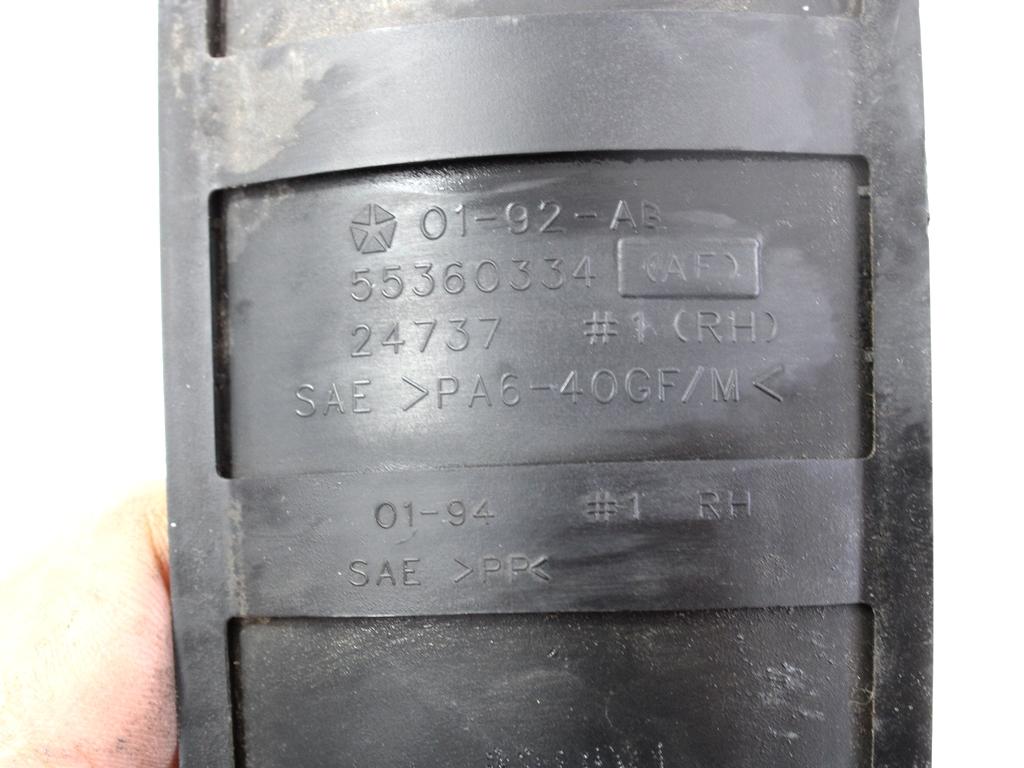 01-92-AB
55360334 (AF)
24737 #1 (RH)
SAE >PA6-40GF/M<
01-94 #1 RH
SAE >PP<